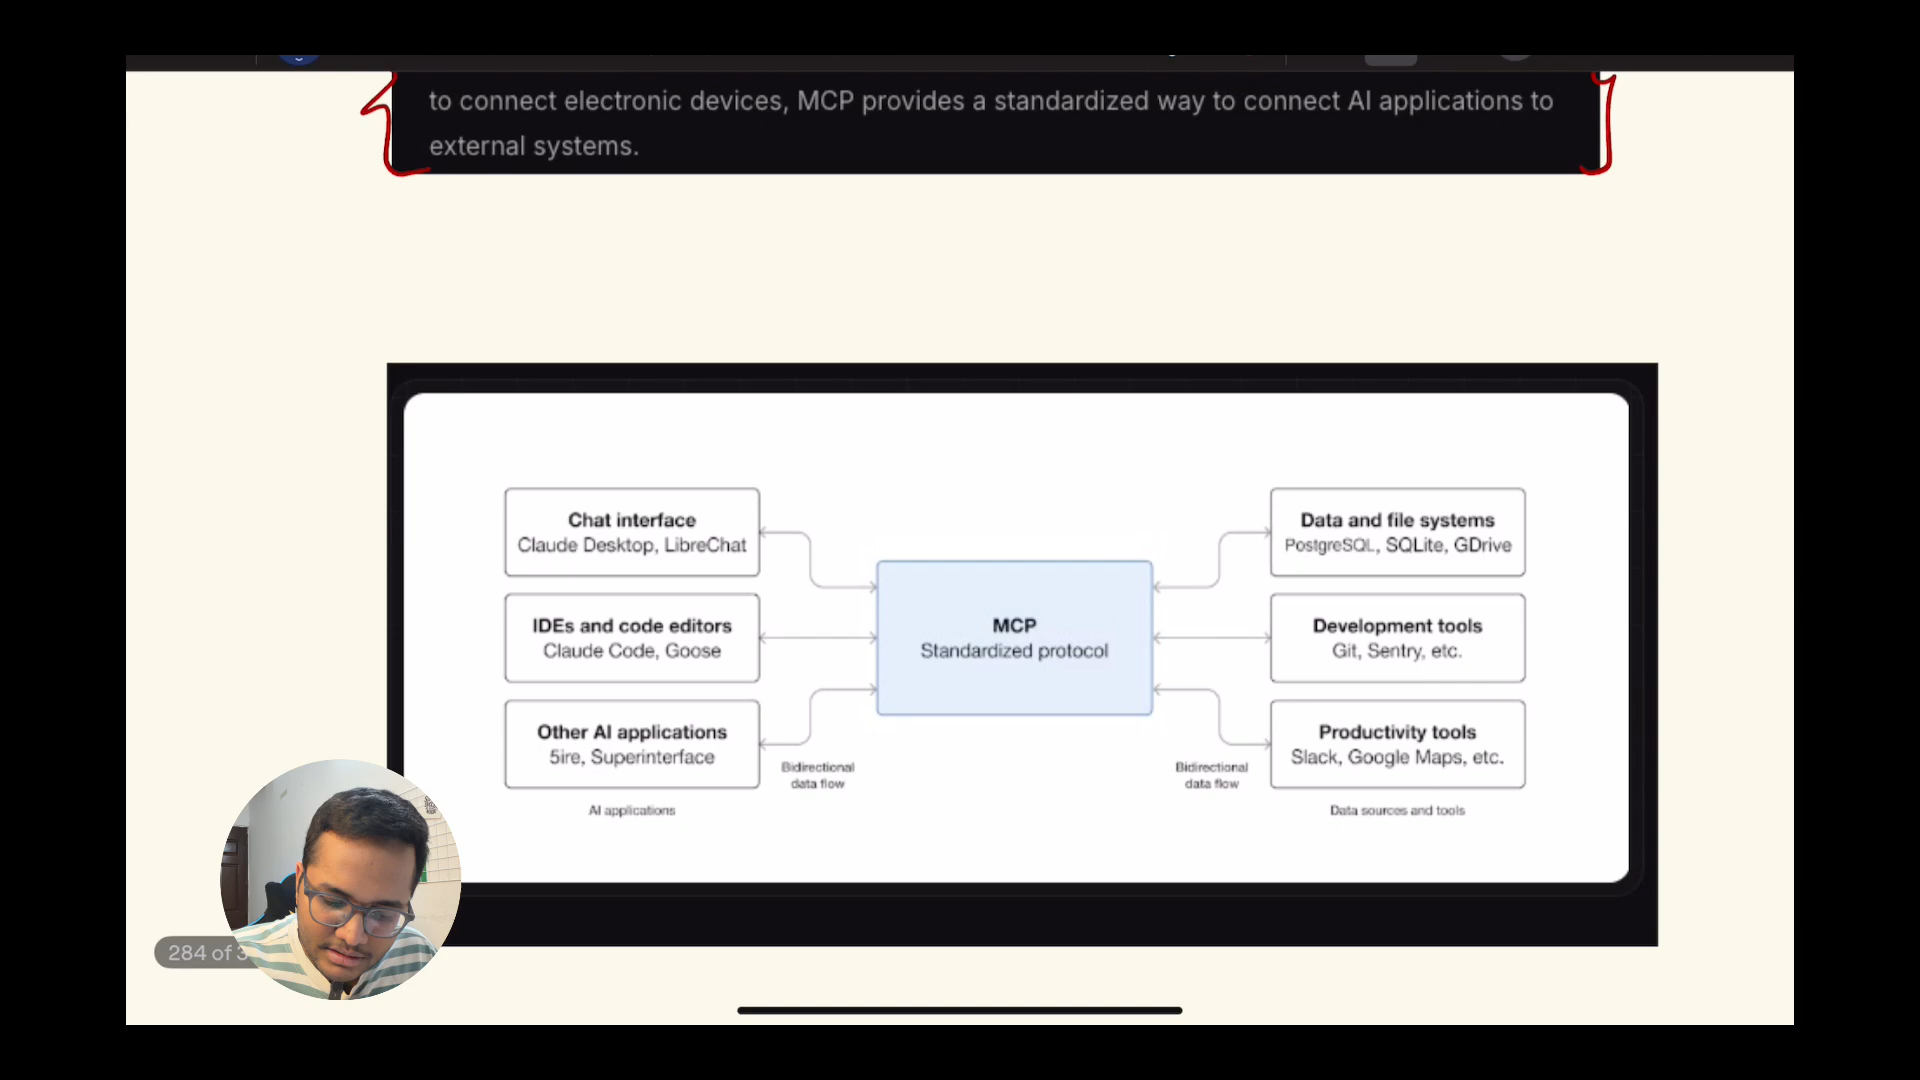 to connect electronic devices, MCP provides a standardized way to connect AI applications to
external systems.
Chat interface
Claude Desktop, LibreChat
IDEs and code editors
Claude Code, Goose
Other AI applications
5ire, Superinterface
AI applications
Bidirectional
data flow
MCP
Standardized protocol
Bidirectional
data flow
Data and file systems
PostgreSQL, SQLite, GDrive
Development tools
Git, Sentry, etc.
Productivity tools
Slack, Google Maps, etc.
Data sources and tools
284 of